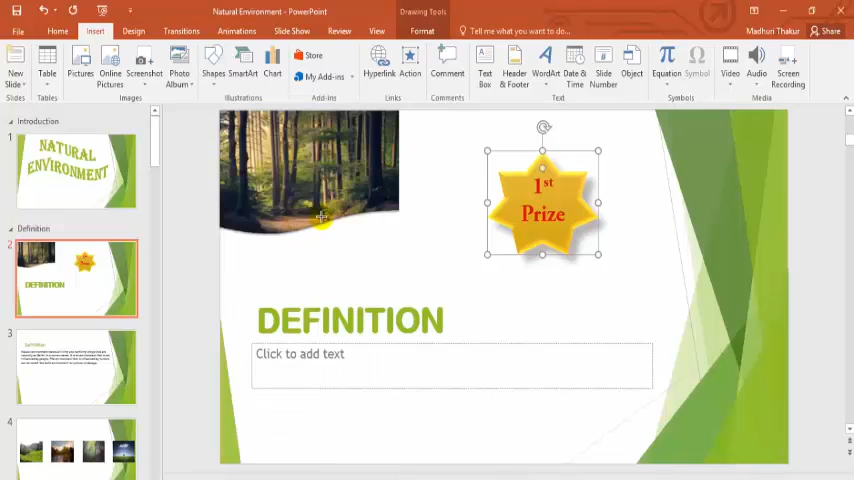 Natural Environment - PowerPoint
Drawing Tools
File
Home
Insert
Design
Transitions
Animations
Slide Show
Review
View
Format
Tell me what you want to do...
Madhuri Thakur
Share
New
Slide
Table
Pictures
Online
Pictures
Screenshot
Photo
Album
Shapes
SmartArt
Chart
Store
My Add-ins
Hyperlink
Action
Comment
Text
Box
Header
& Footer
WordArt
Date &
Time
Slide
Number
Object
Equation
Symbol
Video
Audio
Screen
Recording
Slides
Tables
Images
Illustrations
Add-ins
Links
Comments
Text
Symbols
Media
Introduction
1
NATURAL
ENVIRONMENT
Definition
2
1st
Prize
DEFINITION
3
Definition
4
1st
Prize
DEFINITION
Click to add text